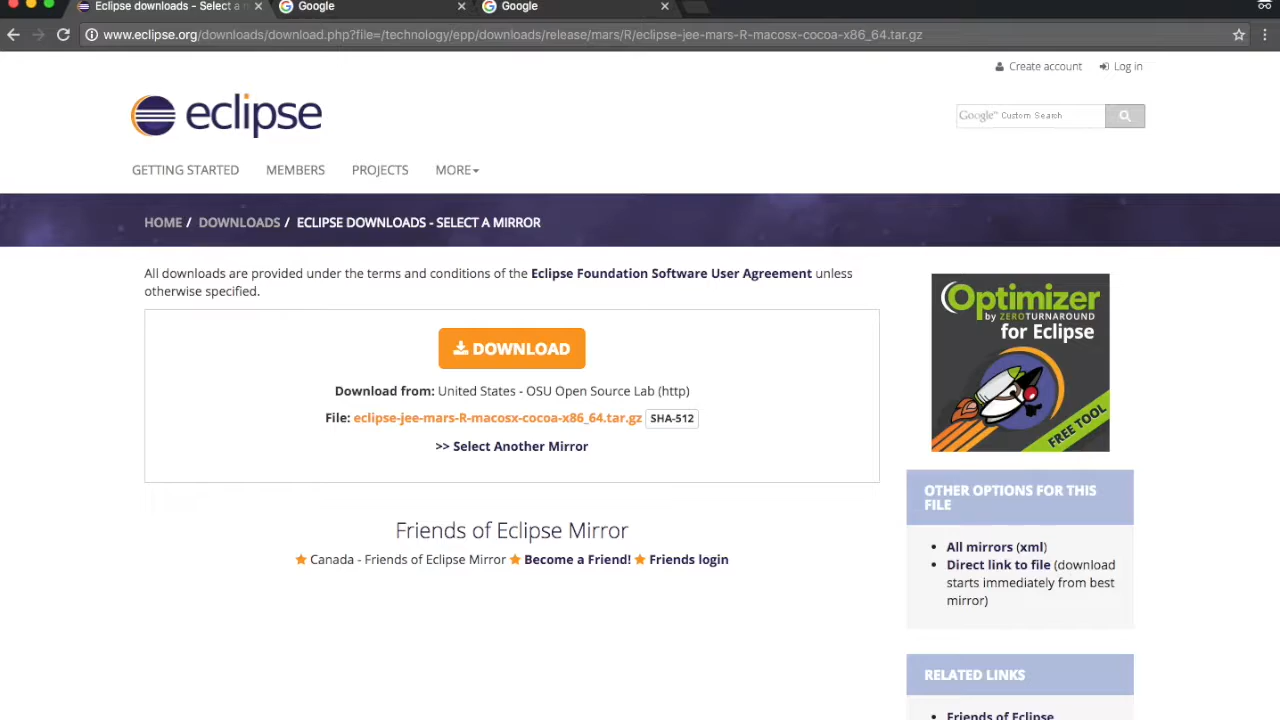 Eclipse downloads - Select a m
Google
Google
www.eclipse.org/downloads/download.php?file=/technology/epp/downloads/release/mars/R/eclipse-jee-mars-R-macosx-cocoa-x86_64.tar.gz
Create account
Log in
eclipse
Google™ Custom Search
GETTING STARTED
MEMBERS
PROJECTS
MORE
HOME / DOWNLOADS / ECLIPSE DOWNLOADS - SELECT A MIRROR
All downloads are provided under the terms and conditions of the Eclipse Foundation Software User Agreement unless
otherwise specified.
DOWNLOAD
Download from: United States - OSU Open Source Lab (http)
File: eclipse-jee-mars-R-macosx-cocoa-x86_64.tar.gz SHA-512
>> Select Another Mirror
Friends of Eclipse Mirror
Canada - Friends of Eclipse Mirror Become a Friend! Friends login
Optimizer
by ZEROTURNAROUND
for Eclipse
FREE TOOL
OTHER OPTIONS FOR THIS
FILE
All mirrors (xml)
Direct link to file (download
starts immediately from best
mirror)
RELATED LINKS
Friends of Eclipse